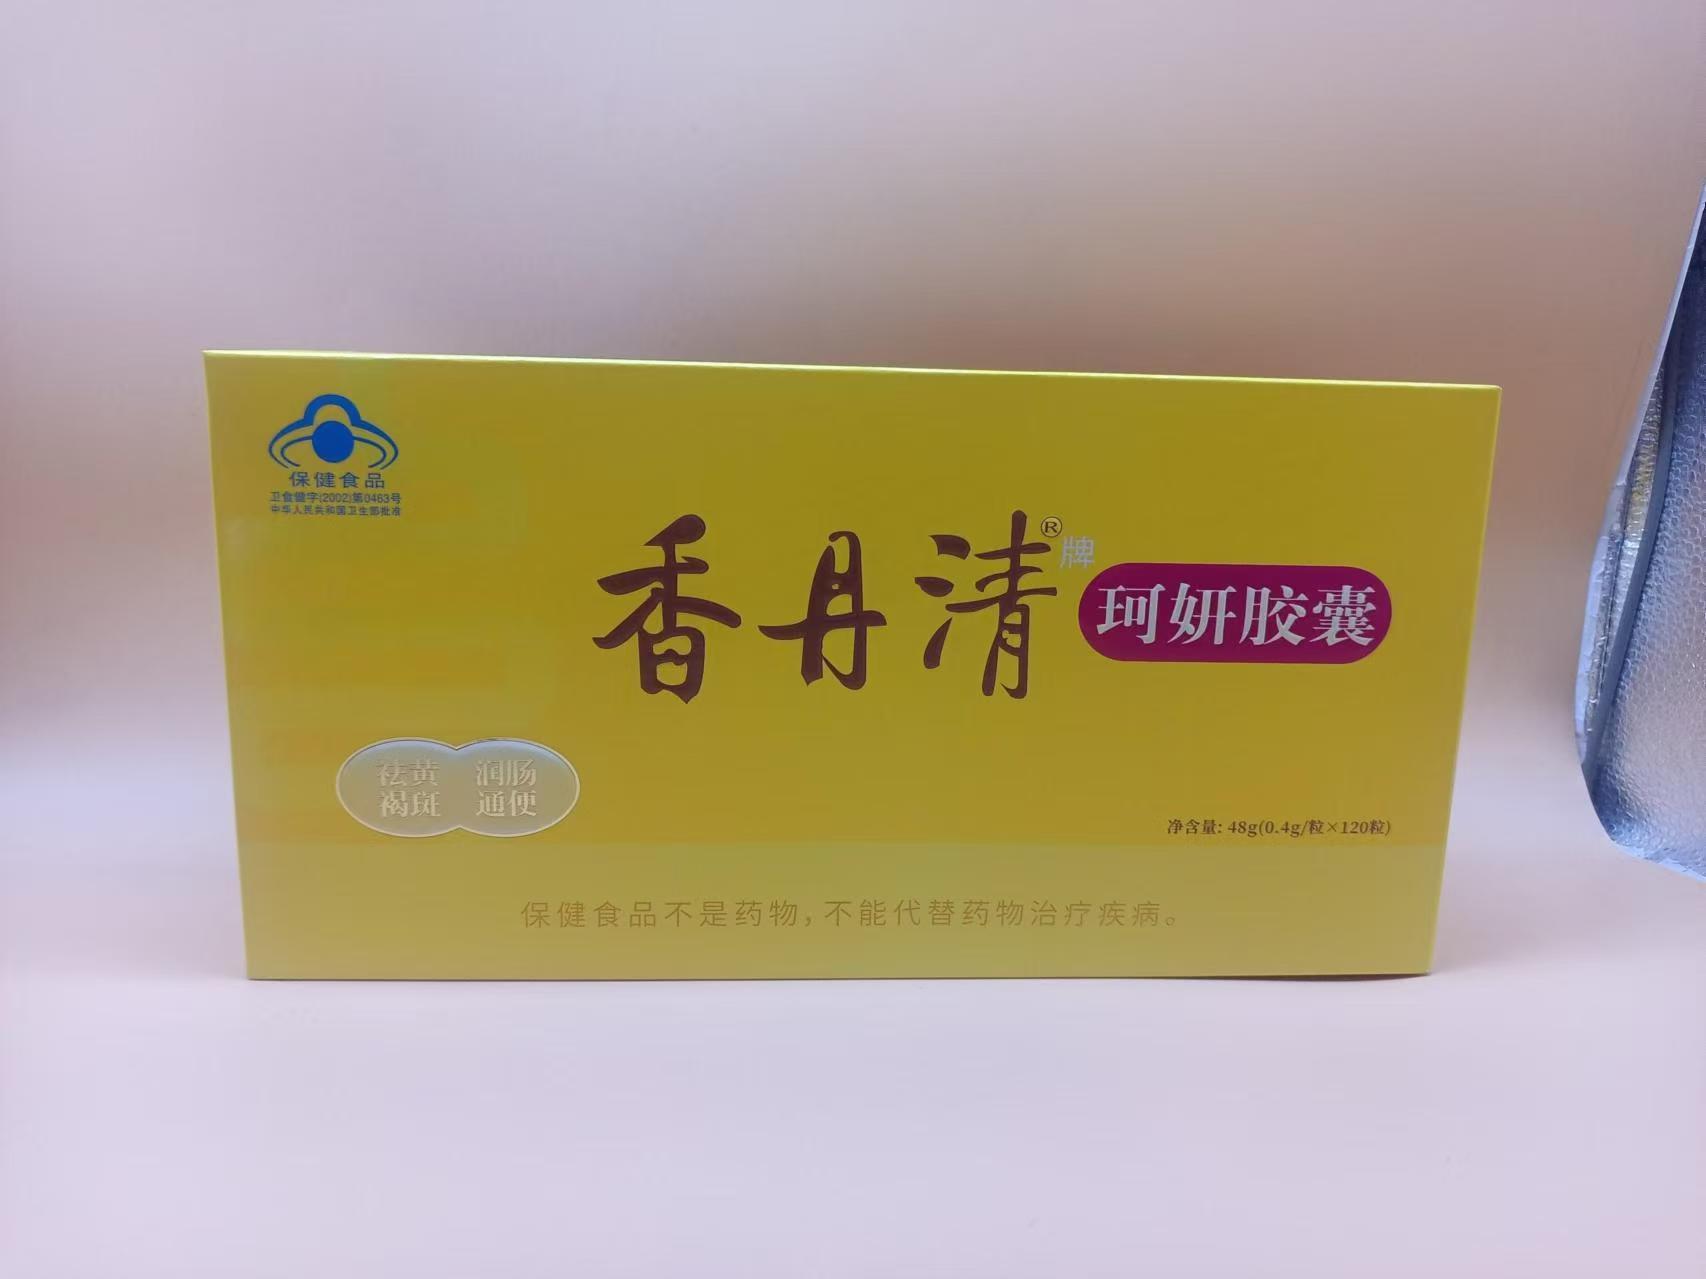 保健食品
卫食健字(2002)第0463号
中华人民共和国卫生部批准
香丹清®牌
珂妍胶囊
祛黄褐斑
润肠通便
净含量: 48g(0.4g/粒×120粒)
保健食品不是药物,不能代替药物治疗疾病。